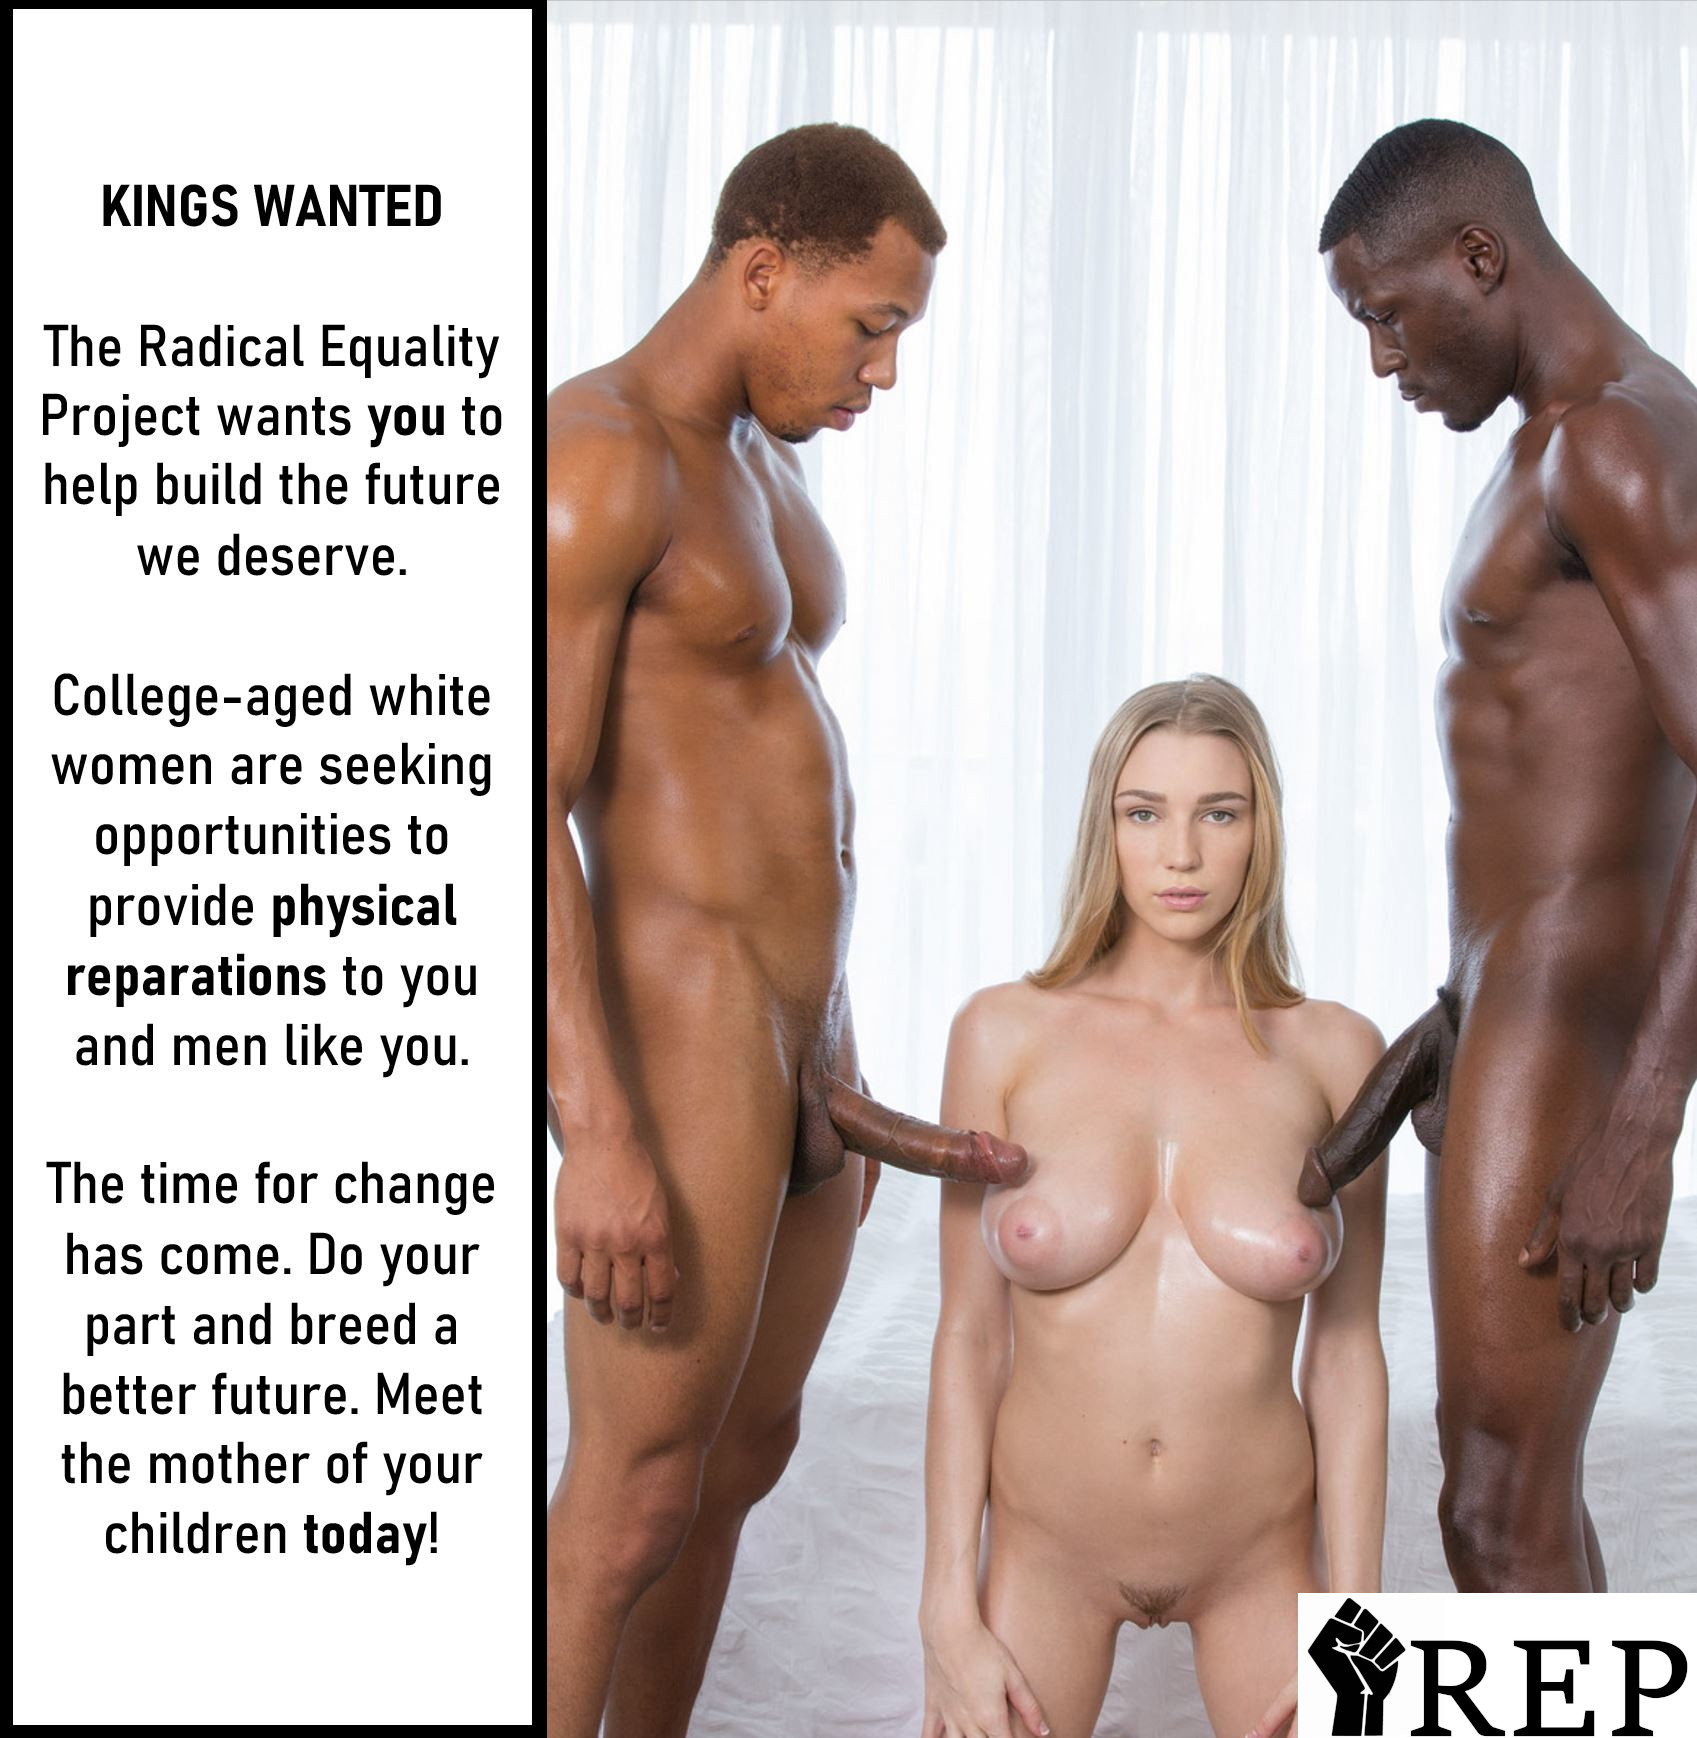 KINGS WANTED
The Radical Equality
Project wants you to
help build the future
we deserve.
College-aged white
women are seeking
opportunities to
provide physical
reparations to you
and men like you.
The time for change
has come. Do your
part and breed a
better future. Meet
the mother of your
children today!
REP